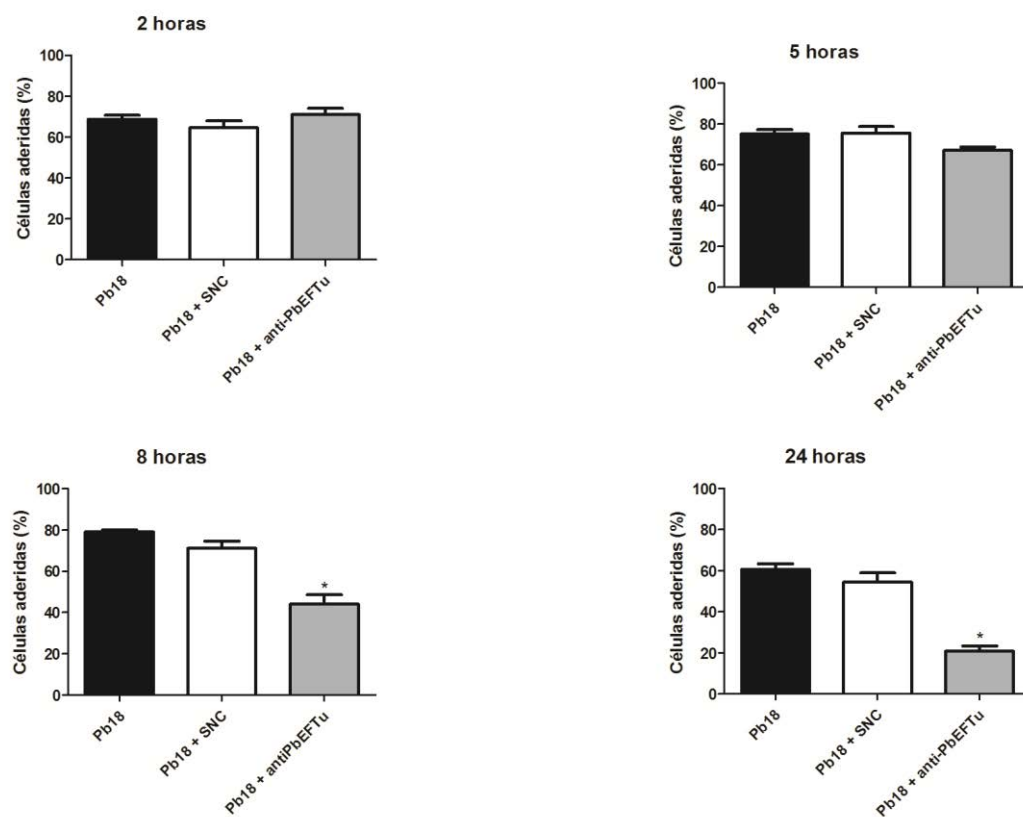 2 horas
Células aderidas (%)
100
80
60
40
20
0
Pb18
Pb18 + SNC
Pb18 + anti-PbEFTu
5 horas
Células aderidas (%)
100
80
60
40
20
0
Pb18
Pb18 + SNC
Pb18 + anti-PbEFTu
8 horas
Células aderidas (%)
100
80
60
40
20
0
*
Pb18
Pb18 + SNC
Pb18 + antiPbEFTu
24 horas
Células aderidas (%)
100
80
60
40
20
0
*
Pb18
Pb18 + SNC
Pb18 + anti-PbEFTu